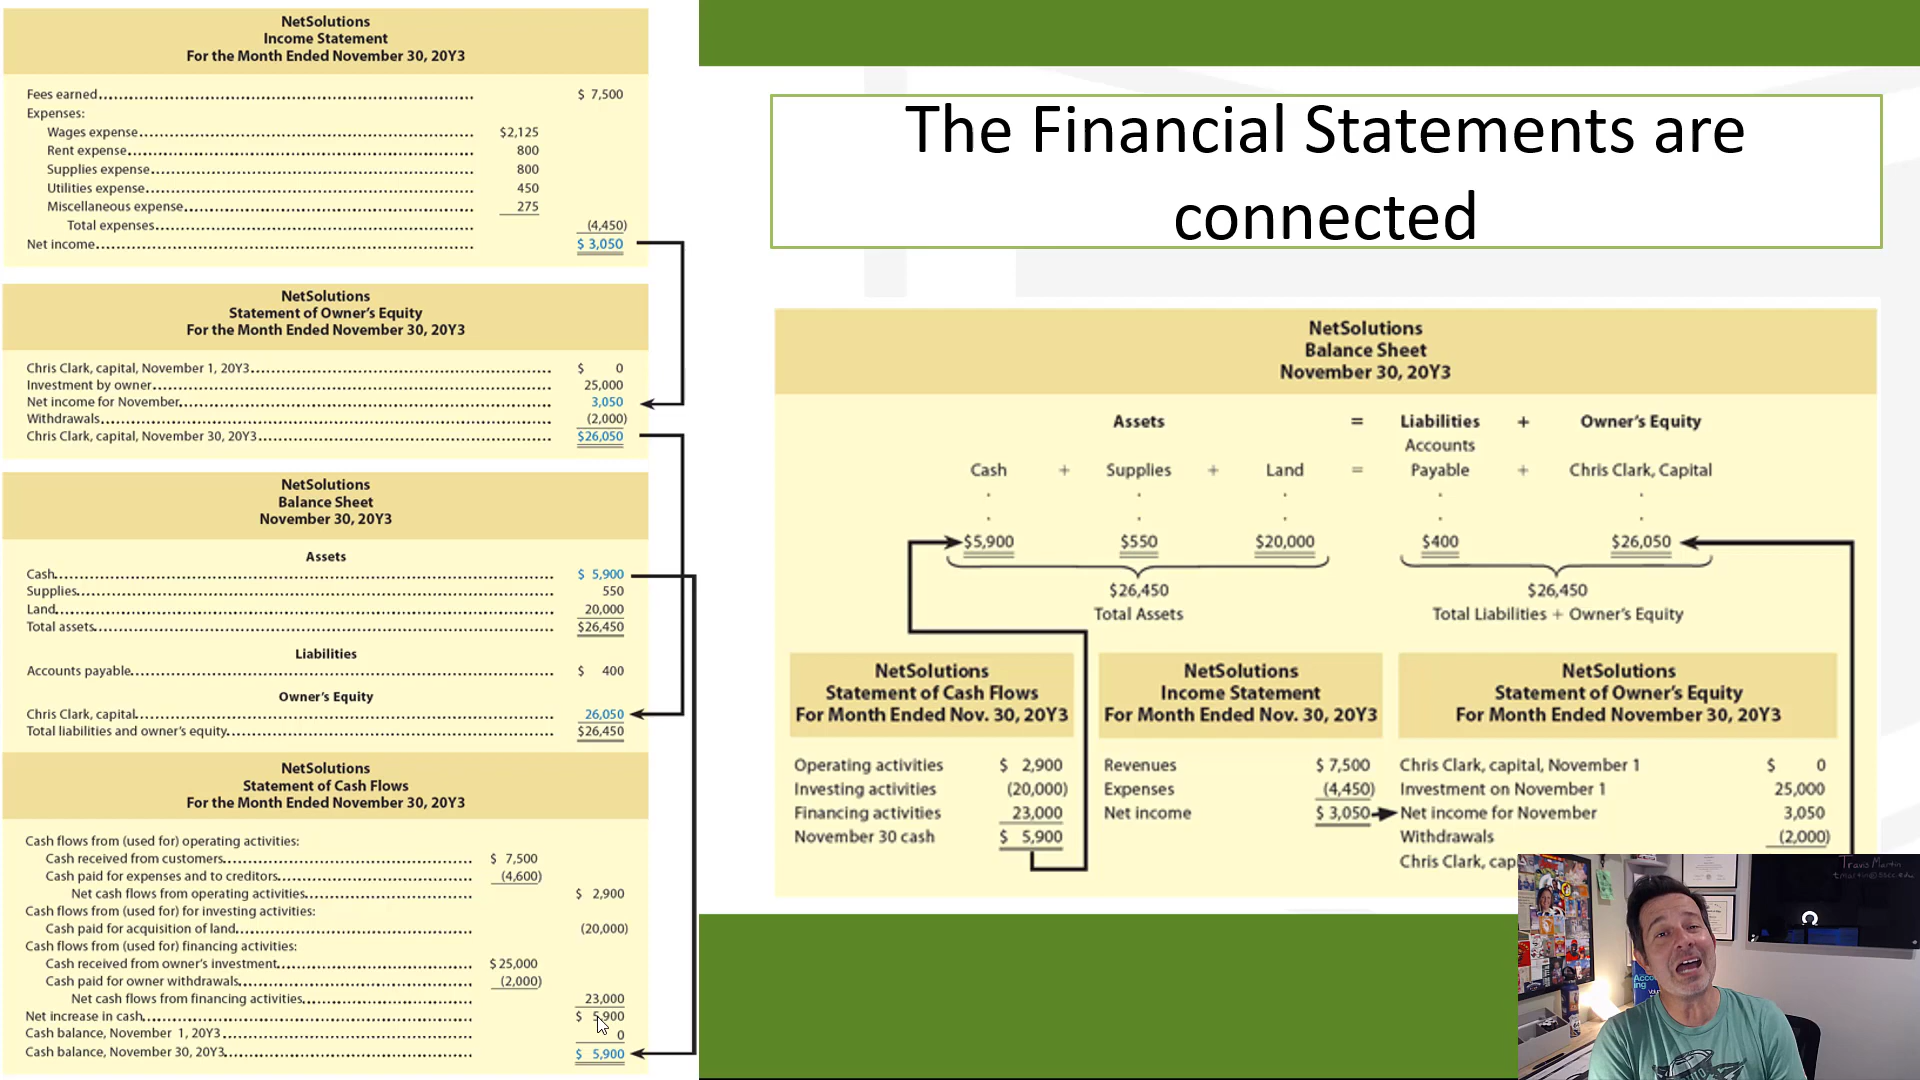 NetSolutions
Income Statement
For the Month Ended November 30, 20Y3
Fees earned $ 7,500
Expenses:
Wages expense $2,125
Rent expense 800
Supplies expense 800
Utilities expense 450
Miscellaneous expense 275
Total expenses (4,450)
Net income $ 3,050
NetSolutions
Statement of Owner's Equity
For the Month Ended November 30, 20Y3
Chris Clark, capital, November 1, 20Y3 $ 0
Investment by owner 25,000
Net income for November 3,050
Withdrawals (2,000)
Chris Clark, capital, November 30, 20Y3 $26,050
NetSolutions
Balance Sheet
November 30, 20Y3
Assets
Cash $ 5,900
Supplies 550
Land 20,000
Total assets $26,450
Liabilities
Accounts payable $ 400
Owner's Equity
Chris Clark, capital 26,050
Total liabilities and owner's equity $26,450
NetSolutions
Statement of Cash Flows
For the Month Ended November 30, 20Y3
Cash flows from (used for) operating activities:
Cash received from customers $ 7,500
Cash paid for expenses and to creditors (4,600)
Net cash flows from operating activities $ 2,900
Cash flows from (used for) for investing activities:
Cash paid for acquisition of land (20,000)
Cash flows from (used for) financing activities:
Cash received from owner's investment $ 25,000
Cash paid for owner withdrawals (2,000)
Net cash flows from financing activities 23,000
Net increase in cash $ 5,900
Cash balance, November 1, 20Y3 0
Cash balance, November 30, 20Y3 $ 5,900
The Financial Statements are
connected
NetSolutions
Balance Sheet
November 30, 20Y3
Assets = Liabilities + Owner's Equity
Accounts
Cash + Supplies + Land = Payable + Chris Clark, Capital
$5,900 $550 $20,000 $400 $26,050
$26,450 $26,450
Total Assets Total Liabilities + Owner's Equity
NetSolutions
Statement of Cash Flows
For Month Ended Nov. 30, 20Y3
Operating activities $ 2,900
Investing activities (20,000)
Financing activities 23,000
November 30 cash $ 5,900
NetSolutions
Income Statement
For Month Ended Nov. 30, 20Y3
Revenues $ 7,500
Expenses (4,450)
Net income $ 3,050
NetSolutions
Statement of Owner's Equity
For Month Ended November 30, 20Y3
Chris Clark, capital, November 1 $ 0
Investment on November 1 25,000
Net income for November 3,050
Withdrawals (2,000)
Chris Clark, cap
Travis Martin